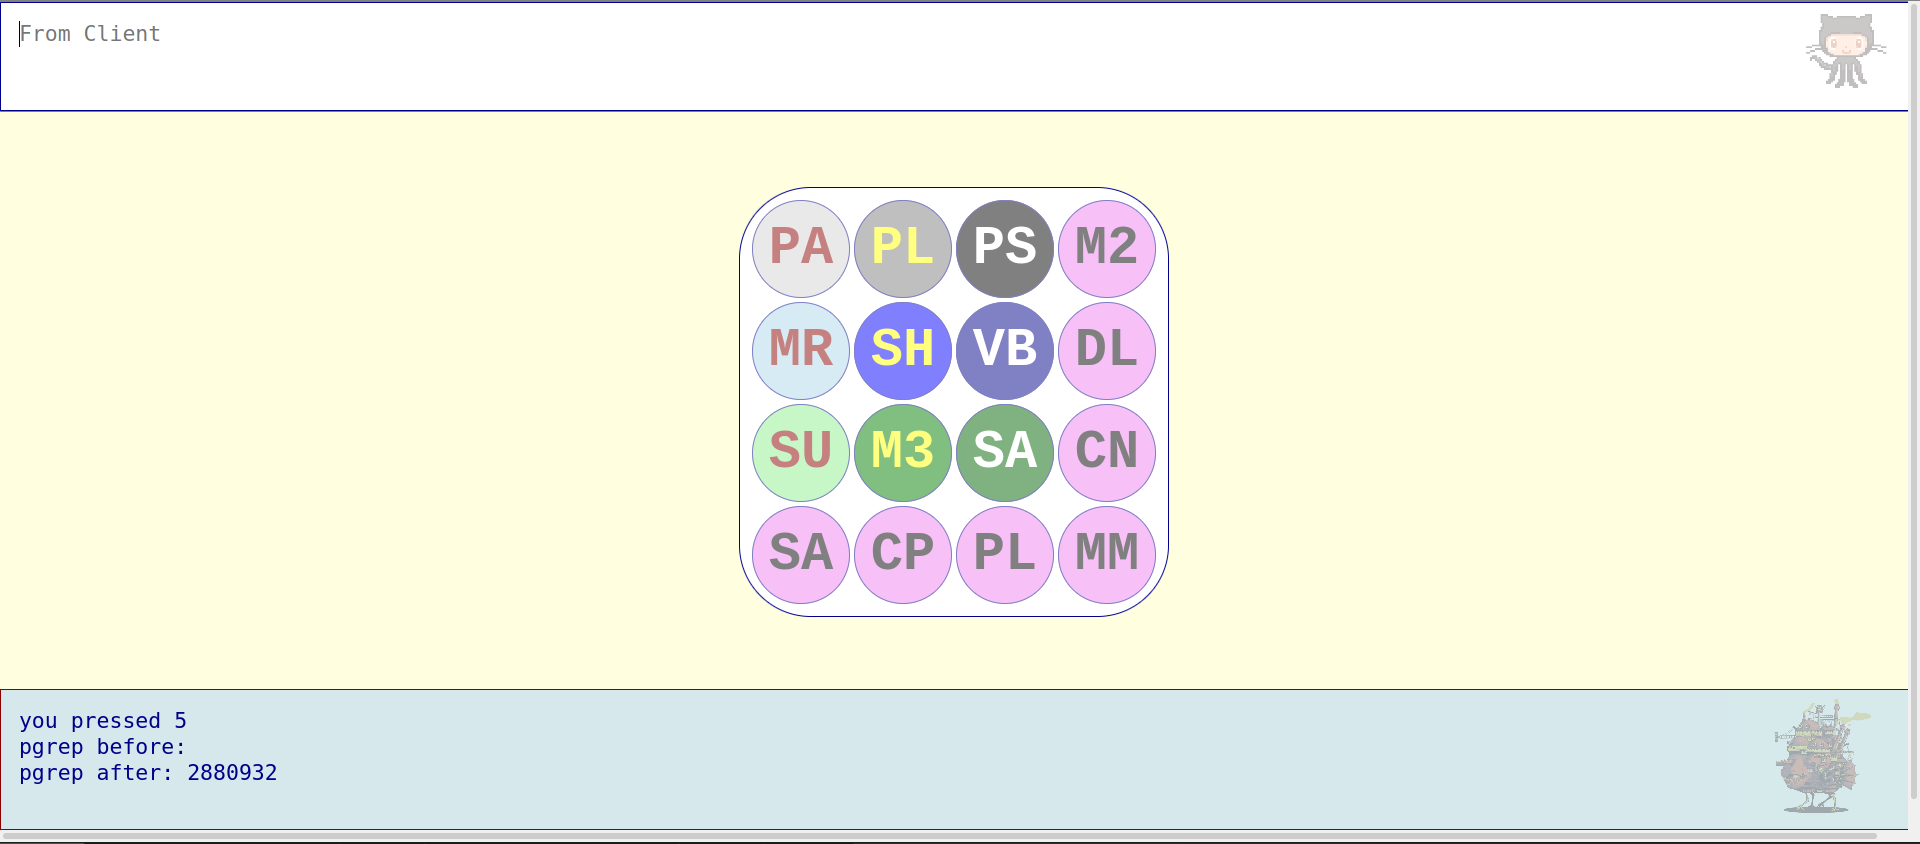 From Client
PA PL PS M2
MR SH VB DL
SU M3 SA CN
SA CP PL MM
you pressed 5
pgrep before:
pgrep after: 2880932